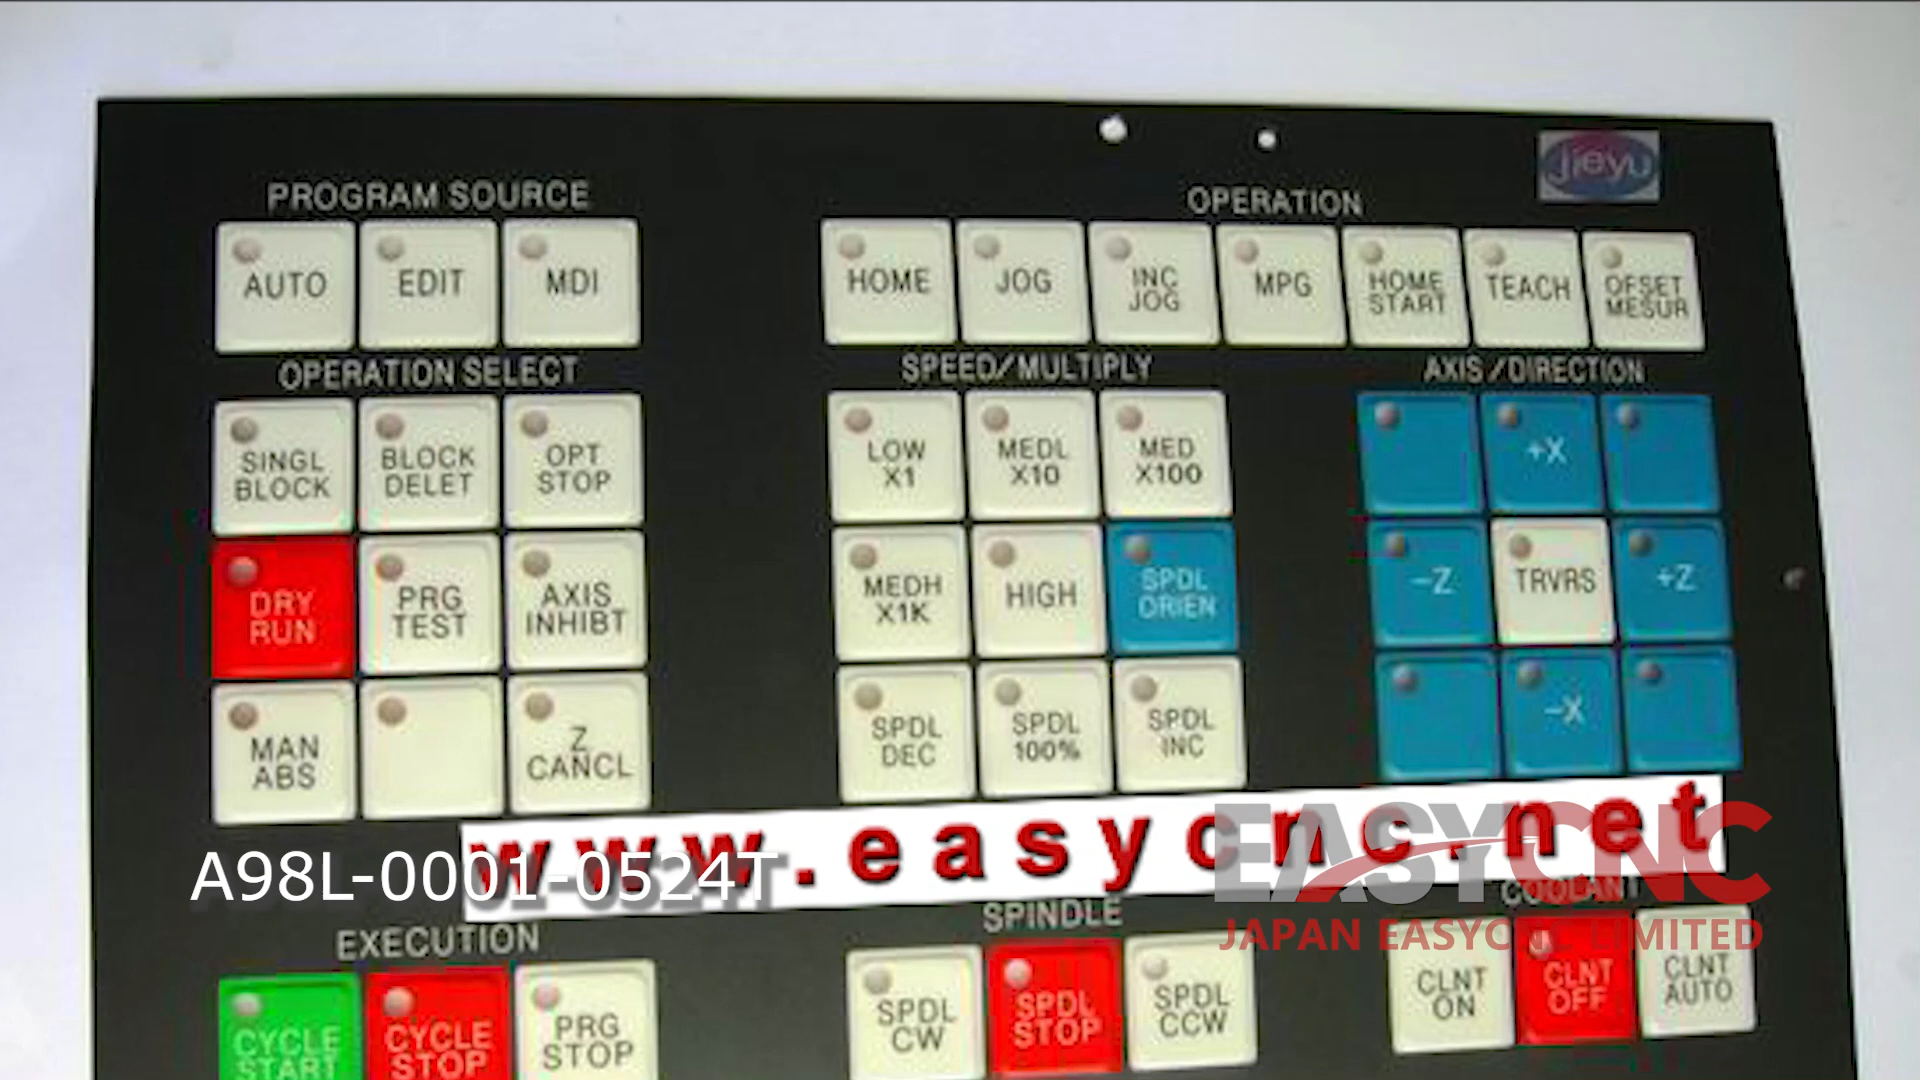 jieyu
PROGRAM SOURCE
OPERATION
AUTO
EDIT
MDI
HOME
JOG
INC
JOG
MPG
HOME
START
TEACH
OFSET
MESUR
OPERATION SELECT
SPEED/MULTIPLY
AXIS/DIRECTION
SINGL
BLOCK
BLOCK
DELET
OPT
STOP
LOW
X1
MEDL
X10
MED
X100
+X
DRY
RUN
PRG
TEST
AXIS
INHIBT
MEDH
X1K
HIGH
SPDL
ORIEN
-Z
TRVRS
+Z
MAN
ABS
Z
CANCL
SPDL
DEC
SPDL
100%
SPDL
INC
-X
www.easycnc.net
EASYCNC
JAPAN EASYCNC LIMITED
A98L-0001-0524T
EXECUTION
SPINDLE
COOLANT
CYCLE
START
CYCLE
STOP
PRG
STOP
SPDL
CW
SPDL
STOP
SPDL
CCW
CLNT
ON
CLNT
OFF
CLNT
AUTO